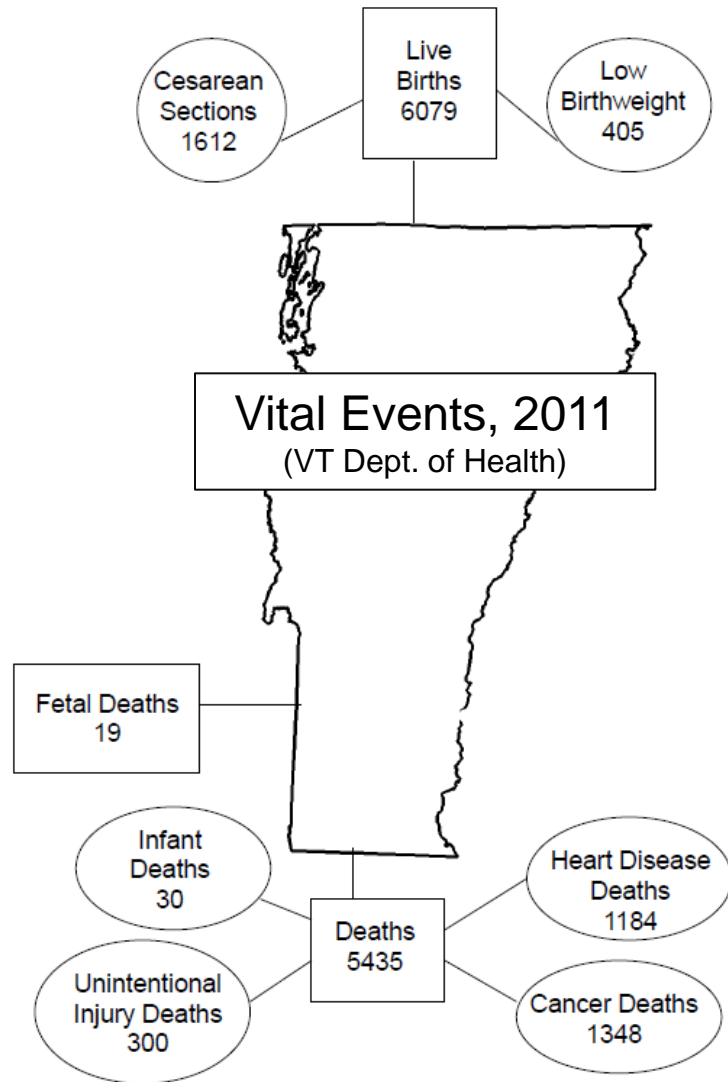 Cesarean
Sections
1612
Live
Births
6079
Low
Birthweight
405
Vital Events, 2011
(VT Dept. of Health)
Fetal Deaths
19
Infant
Deaths
30
Heart Disease
Deaths
1184
Deaths
5435
Unintentional
Injury Deaths
300
Cancer Deaths
1348